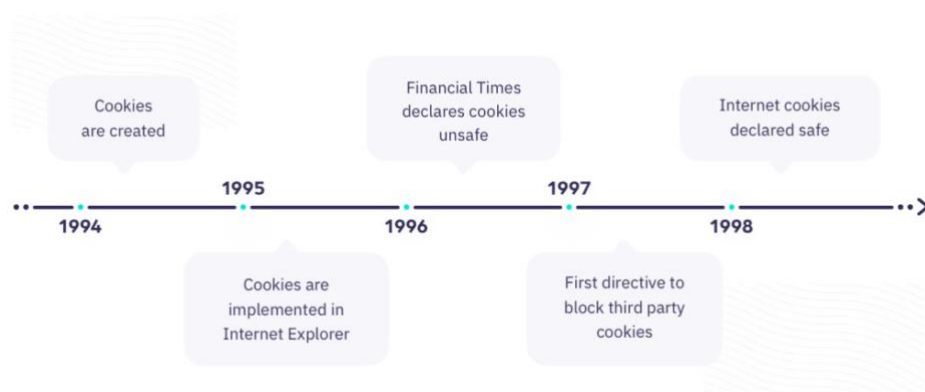 Cookies
are created
1994
1995
Cookies are
implemented in
Internet Explorer
Financial Times
declares cookies
unsafe
1996
1997
First directive to
block third party
cookies
Internet cookies
declared safe
1998